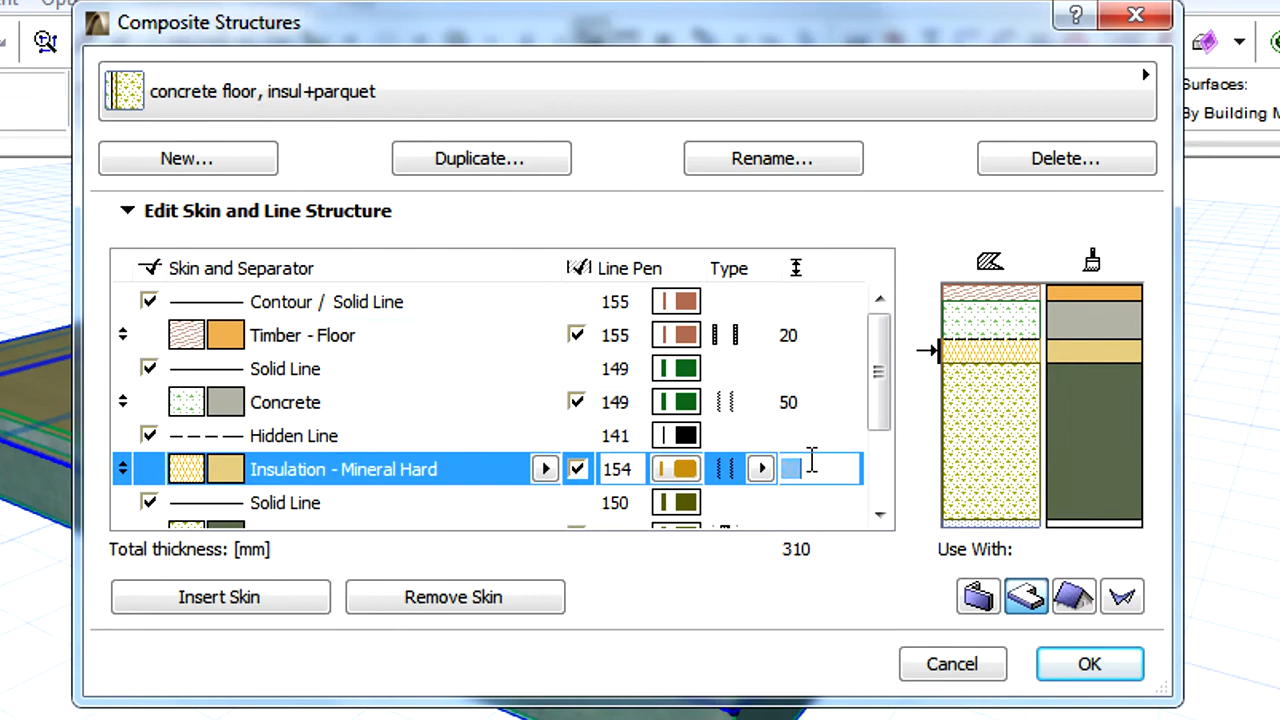 Composite Structures
concrete floor, insul+parquet
Surfaces:
By Building M
New...
Duplicate...
Rename...
Delete...
Edit Skin and Line Structure
Skin and Separator
Line Pen
Type
Contour / Solid Line 155
Timber - Floor 155 20
Solid Line 149
Concrete 149 50
Hidden Line 141
Insulation - Mineral Hard 154
Solid Line 150
Total thickness: [mm] 310
Use With:
Insert Skin
Remove Skin
Cancel
OK